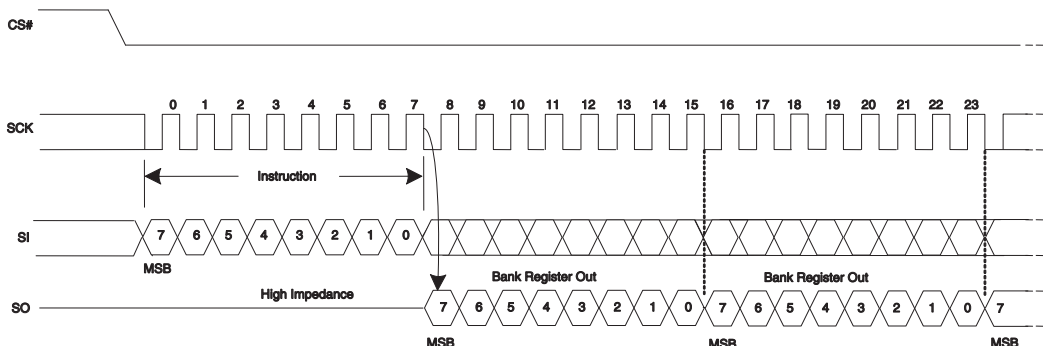 CS#
0 1 2 3 4 5 6 7 8 9 10 11 12 13 14 15 16 17 18 19 20 21 22 23
SCK
Instruction
SI 7 6 5 4 3 2 1 0
MSB
Bank Register Out Bank Register Out
High Impedance
SO 7 6 5 4 3 2 1 0 7 6 5 4 3 2 1 0 7
MSB MSB MSB